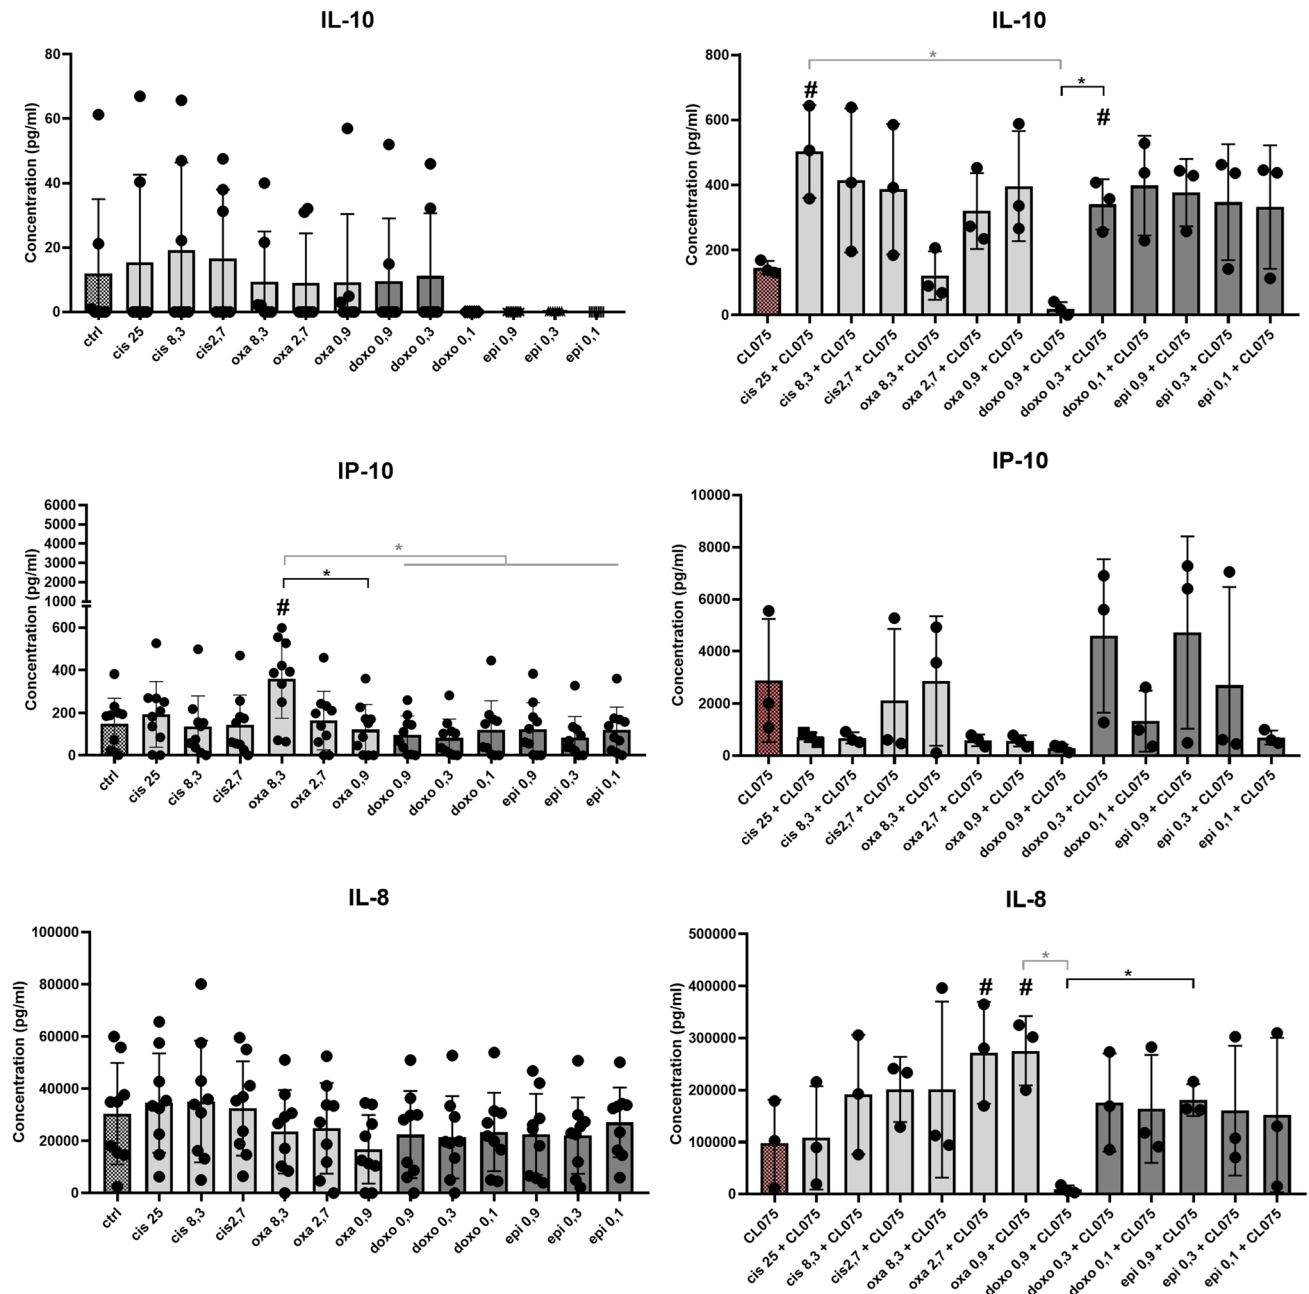 IL-10
Concentration (pg/ml)
80
60
40
20
0
ctrl
cis 25
cis 8,3
cis2,7
oxa 8,3
oxa 2,7
oxa 0,9
doxo 0,9
doxo 0,3
doxo 0,1
epi 0,9
epi 0,3
epi 0,1
IL-10
Concentration (pg/ml)
800
600
400
200
0
*
*
#
#
CL075
cis 25 + CL075
cis 8,3 + CL075
cis2,7 + CL075
oxa 8,3 + CL075
oxa 2,7 + CL075
oxa 0,9 + CL075
doxo 0,9 + CL075
doxo 0,3 + CL075
doxo 0,1 + CL075
epi 0,9 + CL075
epi 0,3 + CL075
epi 0,1 + CL075
IP-10
Concentration (pg/ml)
6000
5000
4000
3000
2000
1000
600
400
200
0
*
*
#
ctrl
cis 25
cis 8,3
cis2,7
oxa 8,3
oxa 2,7
oxa 0,9
doxo 0,9
doxo 0,3
doxo 0,1
epi 0,9
epi 0,3
epi 0,1
IP-10
Concentration (pg/ml)
10000
8000
6000
4000
2000
0
CL075
cis 25 + CL075
cis 8,3 + CL075
cis2,7 + CL075
oxa 8,3 + CL075
oxa 2,7 + CL075
oxa 0,9 + CL075
doxo 0,9 + CL075
doxo 0,3 + CL075
doxo 0,1 + CL075
epi 0,9 + CL075
epi 0,3 + CL075
epi 0,1 + CL075
IL-8
Concentration (pg/ml)
100000
80000
60000
40000
20000
0
ctrl
cis 25
cis 8,3
cis2,7
oxa 8,3
oxa 2,7
oxa 0,9
doxo 0,9
doxo 0,3
doxo 0,1
epi 0,9
epi 0,3
epi 0,1
IL-8
Concentration (pg/ml)
500000
400000
300000
200000
100000
0
*
*
#
#
CL075
cis 25 + CL075
cis 8,3 + CL075
cis2,7 + CL075
oxa 8,3 + CL075
oxa 2,7 + CL075
oxa 0,9 + CL075
doxo 0,9 + CL075
doxo 0,3 + CL075
doxo 0,1 + CL075
epi 0,9 + CL075
epi 0,3 + CL075
epi 0,1 + CL075